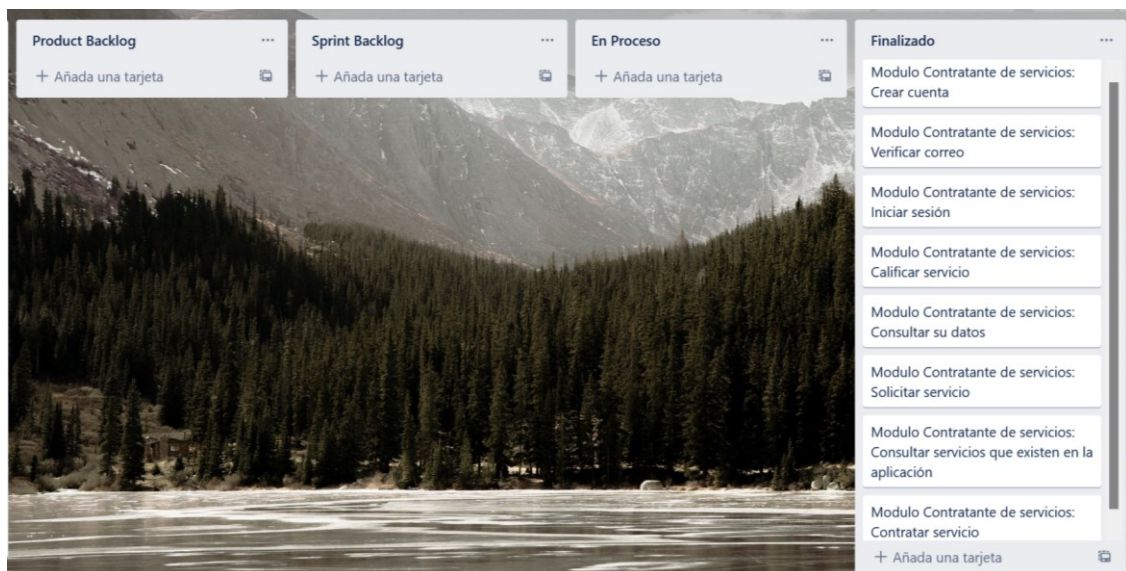 Product Backlog
+ Añada una tarjeta
Sprint Backlog
+ Añada una tarjeta
En Proceso
+ Añada una tarjeta
Finalizado
Modulo Contratante de servicios:
Crear cuenta
Modulo Contratante de servicios:
Verificar correo
Modulo Contratante de servicios:
Iniciar sesión
Modulo Contratante de servicios:
Calificar servicio
Modulo Contratante de servicios:
Consultar su datos
Modulo Contratante de servicios:
Solicitar servicio
Modulo Contratante de servicios:
Consultar servicios que existen en la
aplicación
Modulo Contratante de servicios:
Contratar servicio
+ Añada una tarjeta